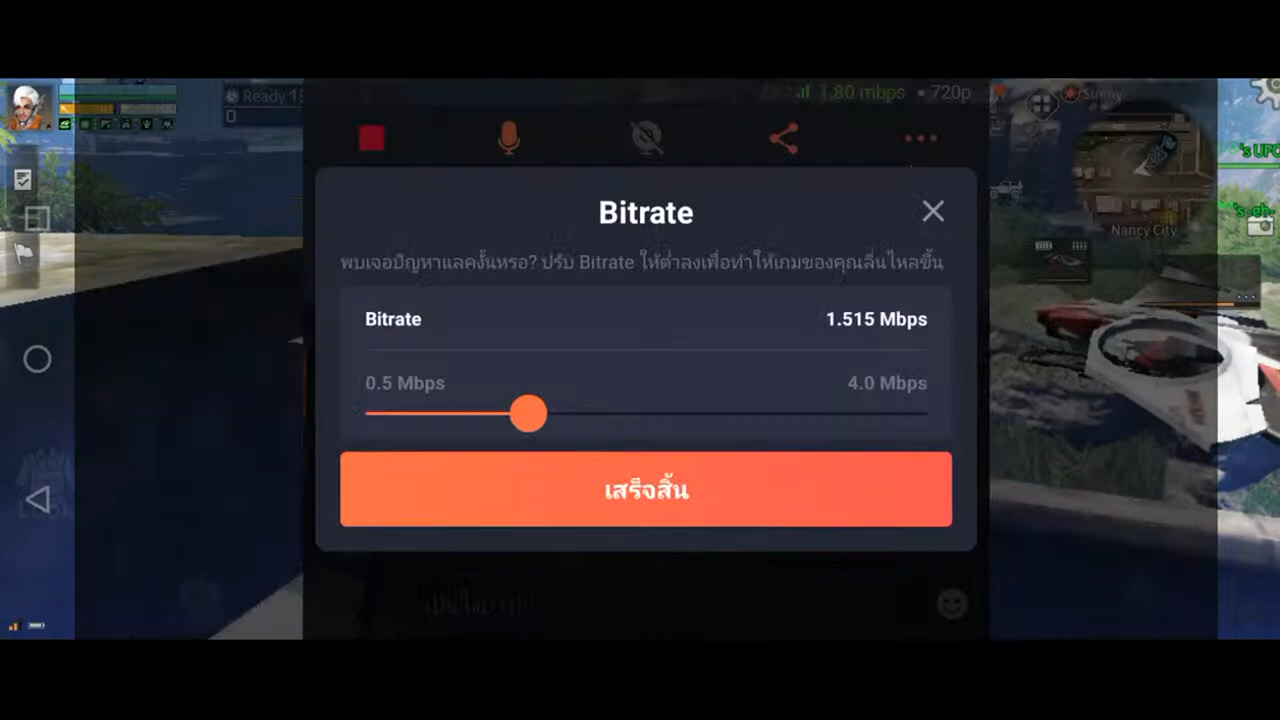 Ready
1.80 mbps • 720p
Sunny
's UFO
Bitrate
's-gh-
Nancy City
พบเจอปัญหาแลคงั้นหรอ? ปรับ Bitrate ให้ต่ำลงเพื่อทำให้เกมของคุณลื่นไหลขึ้น
Bitrate 1.515 Mbps
0.5 Mbps 4.0 Mbps
เสร็จสิ้น